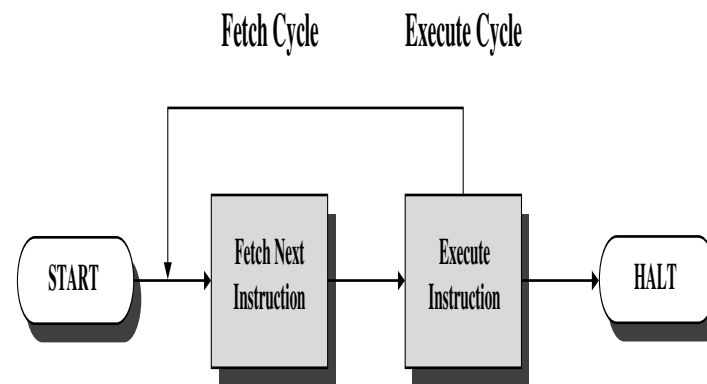 Fetch Cycle
Execute Cycle
START
Fetch Next
Instruction
Execute
Instruction
HALT